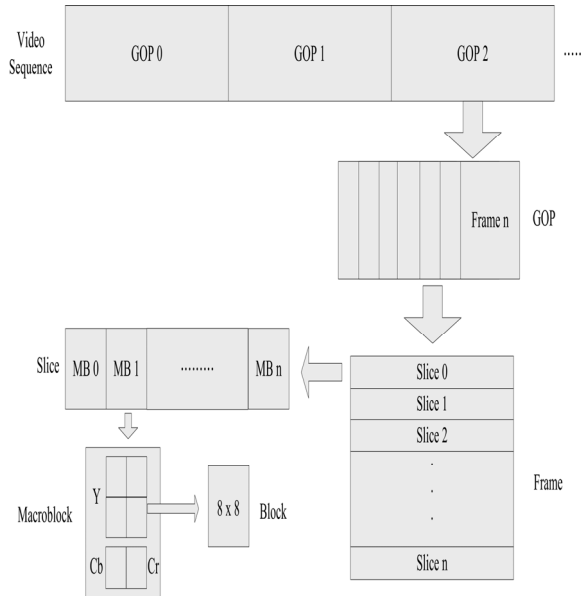 Video
Sequence
GOP 0
GOP 1
GOP 2
.....
Frame n
GOP
Slice
MB 0
MB 1
.........
MB n
Slice 0
Slice 1
Slice 2
.
.
.
Slice n
Frame
Macroblock
Y
Cb
Cr
8 x 8
Block